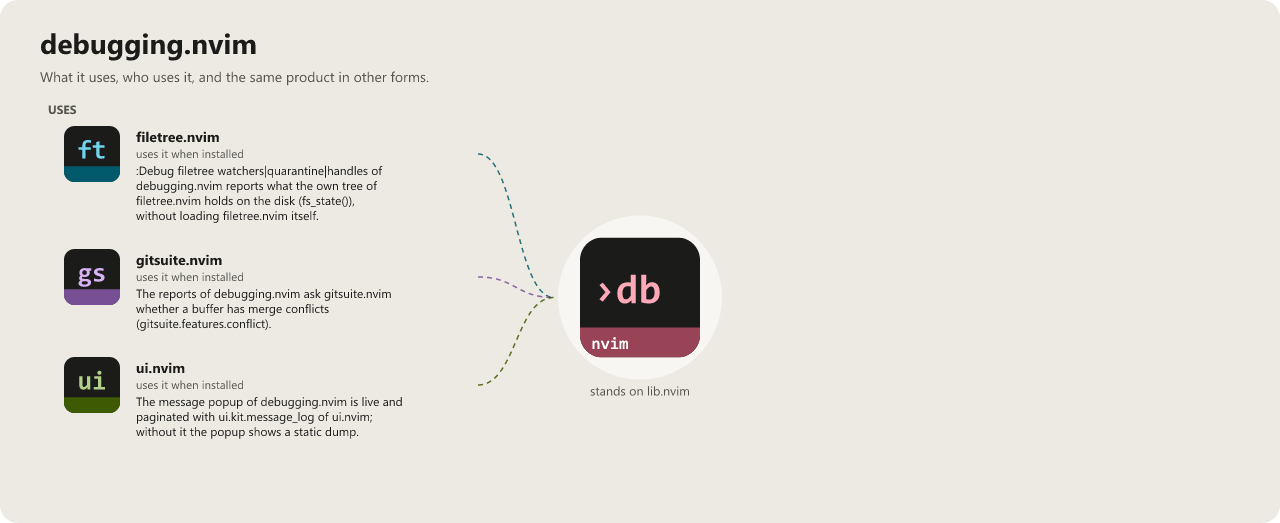 debugging.nvim
What it uses, who uses it, and the same product in other forms.
USES
ft
filetree.nvim
uses it when installed
:Debug filetree watchers|quarantine|handles of
debugging.nvim reports what the own tree of
filetree.nvim holds on the disk (fs_state()),
without loading filetree.nvim itself.
gs
gitsuite.nvim
uses it when installed
The reports of debugging.nvim ask gitsuite.nvim
whether a buffer has merge conflicts
(gitsuite.features.conflict).
ui
ui.nvim
uses it when installed
The message popup of debugging.nvim is live and
paginated with ui.kit.message_log of ui.nvim;
without it the popup shows a static dump.
›db
nvim
stands on lib.nvim